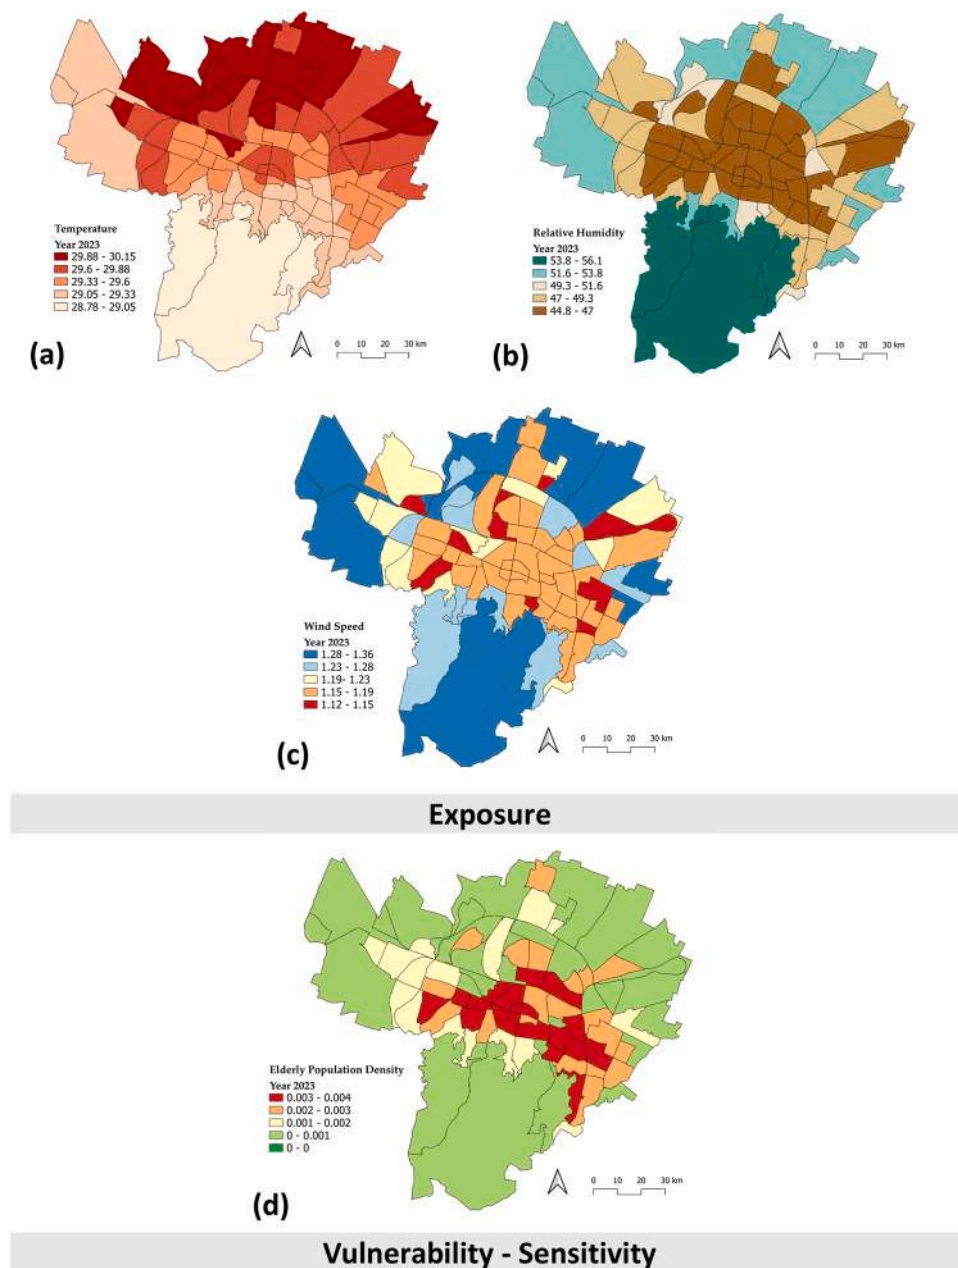 Temperature
Year 2023
29.88 - 30.15
29.6 - 29.88
29.33 - 29.6
29.05 - 29.33
28.78 - 29.05
(a)
0 10 20 30 km
Relative Humidity
Year 2023
53.8 - 56.1
51.6 - 53.8
49.3 - 51.6
47 - 49.3
44.8 - 47
(b)
0 10 20 30 km
Wind Speed
Year 2023
1.28 - 1.36
1.23 - 1.28
1.19- 1.23
1.15 - 1.19
1.12 - 1.15
(c)
0 10 20 30 km
Exposure
Elderly Population Density
Year 2023
0.003 - 0.004
0.002 - 0.003
0.001 - 0.002
0 - 0.001
0 - 0
(d)
0 10 20 30 km
Vulnerability - Sensitivity